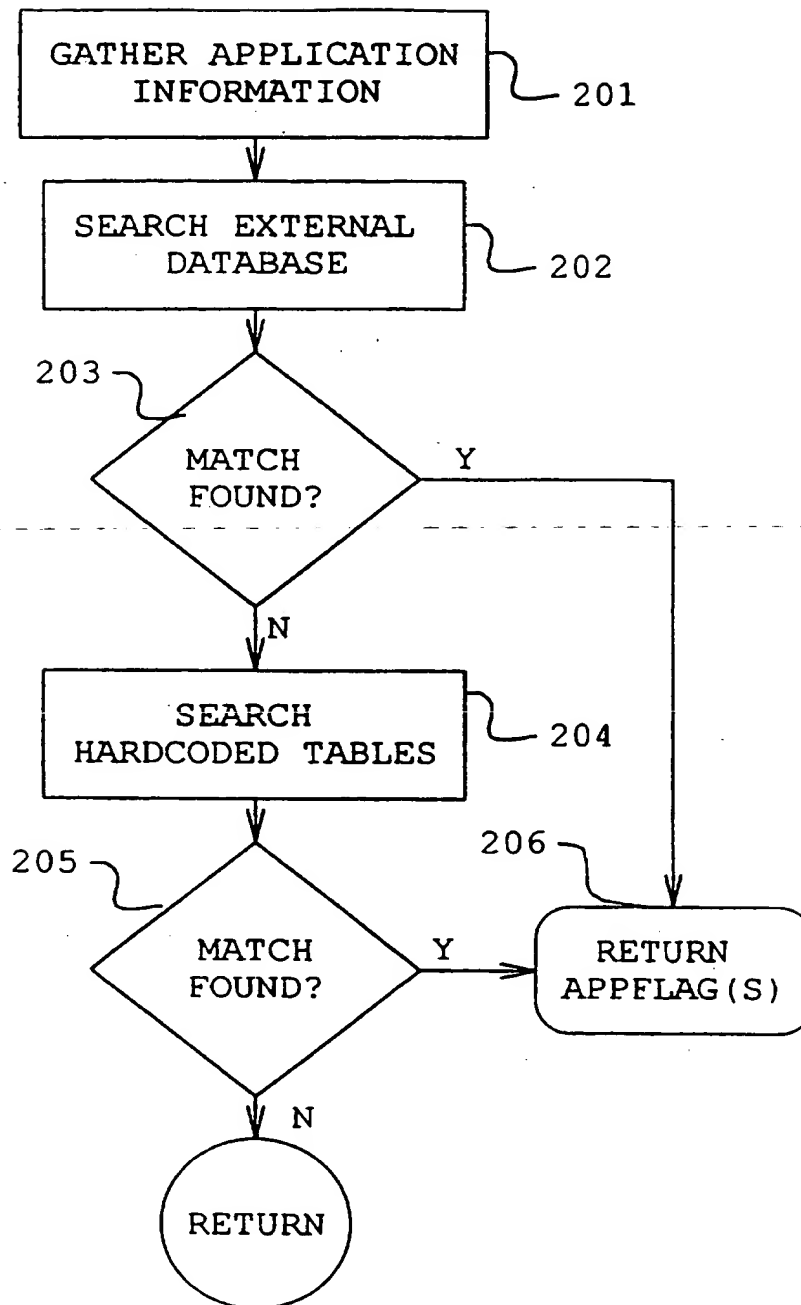 GATHER APPLICATION
INFORMATION
201
SEARCH EXTERNAL
DATABASE
202
203
MATCH
FOUND?
Y
N
SEARCH
HARDCODED TABLES
204
205
MATCH
FOUND?
Y
206
RETURN
APPFLAG(S)
N
RETURN